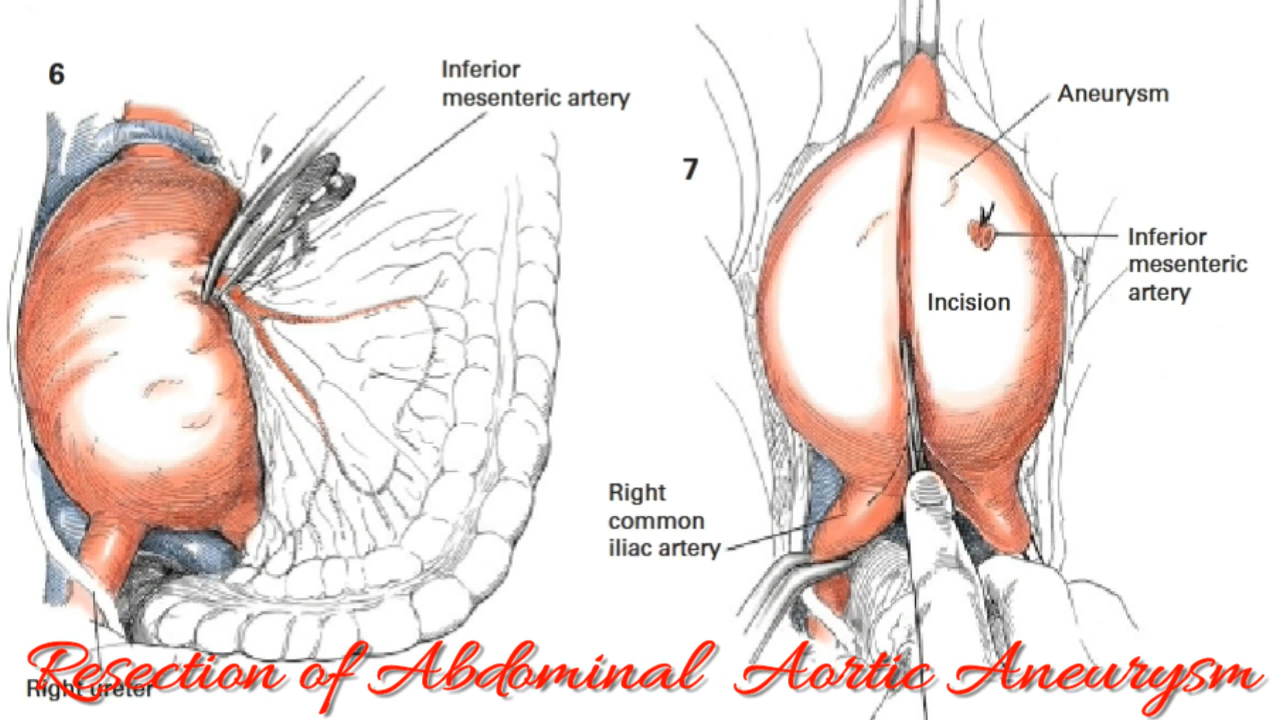 6
Inferior
mesenteric artery
7
Aneurysm
Inferior
mesenteric
artery
Incision
Right
common
iliac artery
Right ureter
Resection of Abdominal Aortic Aneurysm